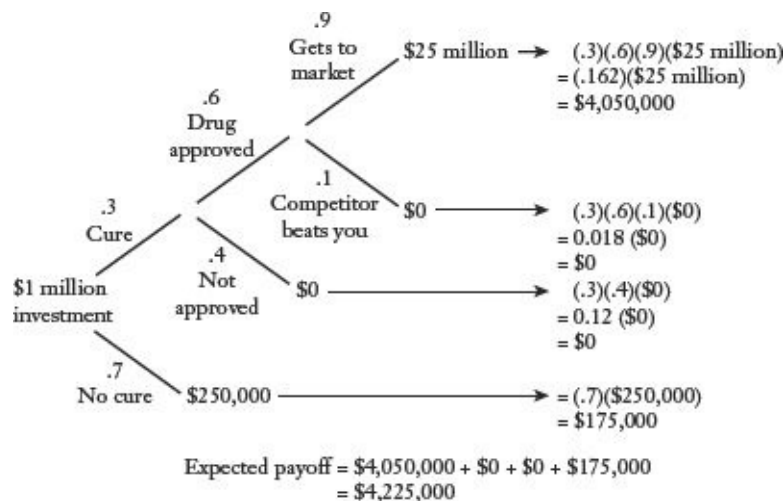 .9
Gets to
market
$25 million
(.3)(.6)(.9)($25 million)
= (.162)($25 million)
= $4,050,000
.6
Drug
approved
.1
Competitor
beats you
$0
(.3)(.6)(.1)($0)
= 0.018 ($0)
= $0
.3
Cure
.4
Not
approved
$0
(.3)(.4)($0)
= 0.12 ($0)
= $0
$1 million
investment
.7
No cure
$250,000
= (.7)($250,000)
= $175,000
Expected payoff = $4,050,000 + $0 + $0 + $175,000
= $4,225,000